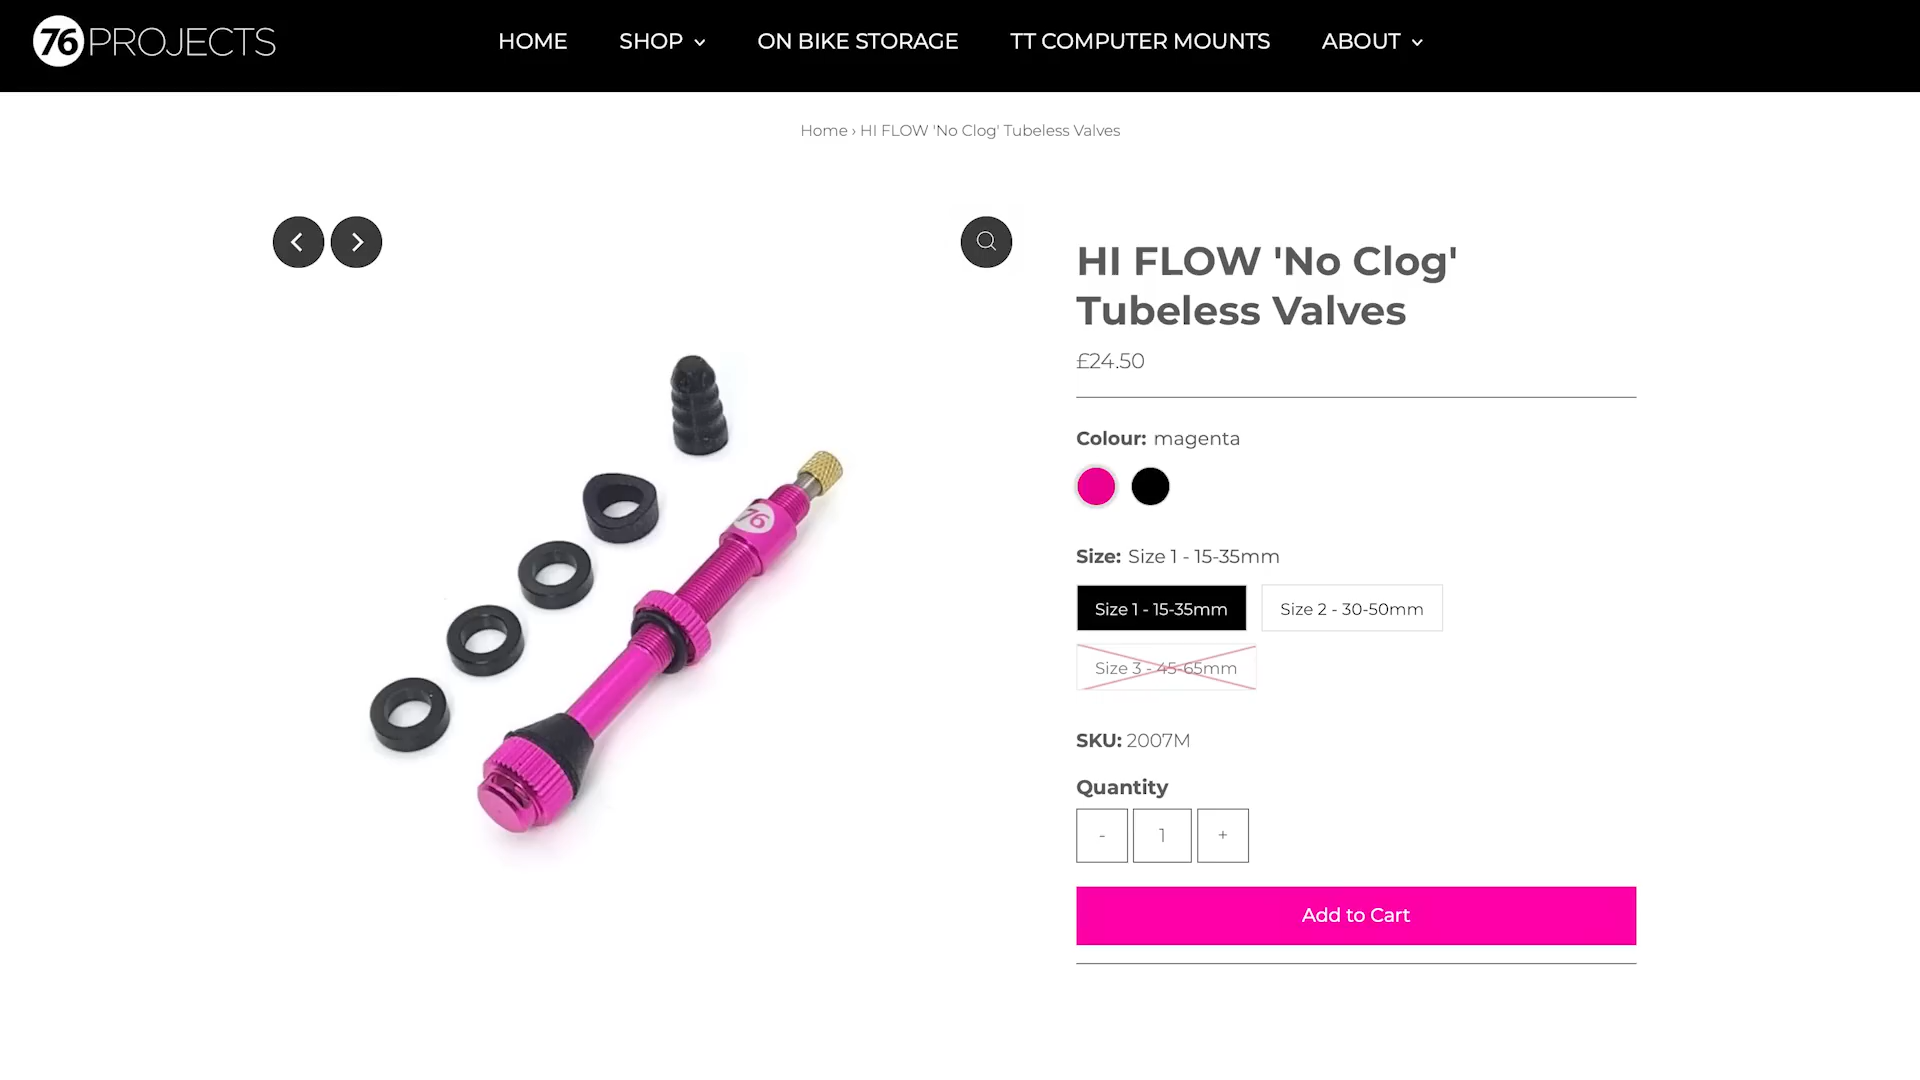 76 PROJECTS
HOME
SHOP
ON BIKE STORAGE
TT COMPUTER MOUNTS
ABOUT
Home › HI FLOW 'No Clog' Tubeless Valves
76
HI FLOW 'No Clog'
Tubeless Valves
£24.50
Colour: magenta
Size: Size 1 - 15-35mm
Size 1 - 15-35mm
Size 2 - 30-50mm
Size 3 - 45-65mm
SKU: 2007M
Quantity
- 1 +
Add to Cart